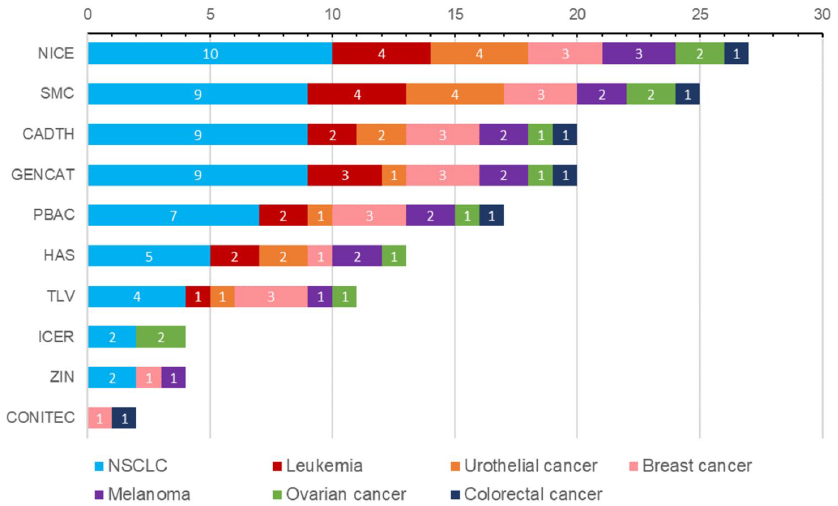 0 5 10 15 20 25 30
NICE 10 4 4 3 3 2 1
SMC 9 4 4 3 2 2 1
CADTH 9 2 2 3 2 1 1
GENCAT 9 3 1 3 2 1 1
PBAC 7 2 1 3 2 1 1
HAS 5 2 2 1 2 1
TLV 4 1 1 3 1 1
ICER 2 2
ZIN 2 1 1
CONITEC 1 1
NSCLC Leukemia Urothelial cancer Breast cancer
Melanoma Ovarian cancer Colorectal cancer